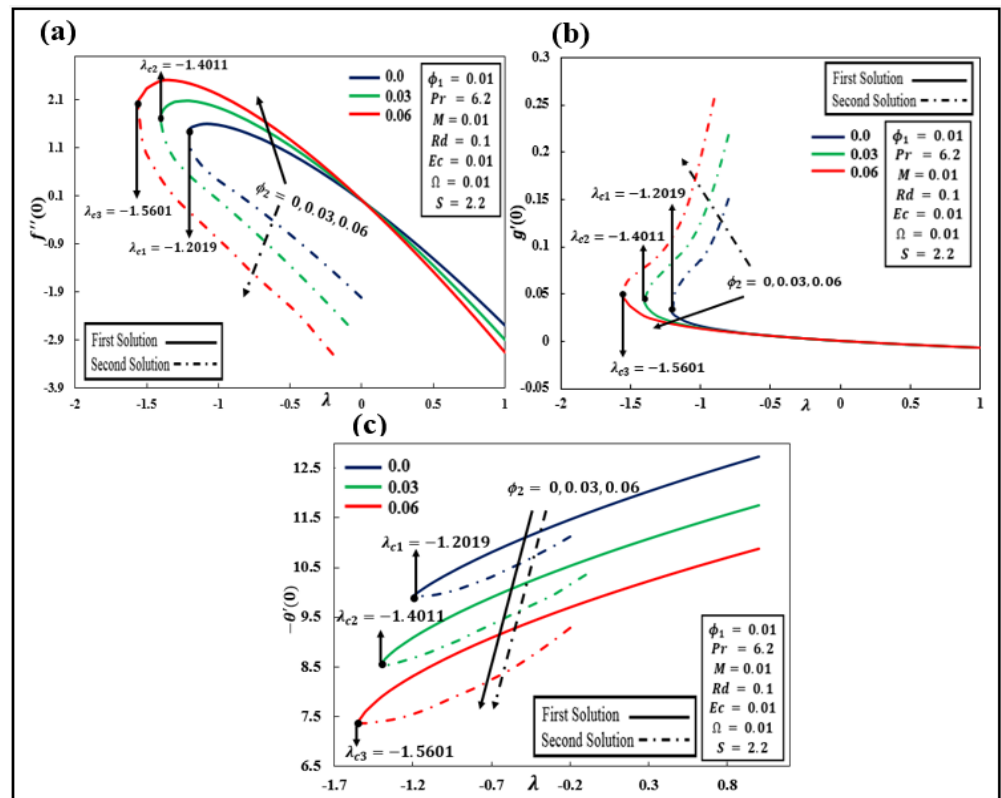 (a)
f''(0)
2.1
1.1
0.1
-0.9
-1.9
-2.9
-3.9
-2
-1.5
-1
-0.5
0
0.5
1
λ
λc2 = −1.4011
λc3 = −1.5601
λc1 = −1.2019
ϕ2 = 0, 0.03, 0.06
0.0
0.03
0.06
ϕ1 = 0.01
Pr = 6.2
M = 0.01
Rd = 0.1
Ec = 0.01
Ω = 0.01
S = 2.2
First Solution
Second Solution
(b)
g'(0)
0.3
0.25
0.2
0.15
0.1
0.05
0
-0.05
-2
-1.5
-1
-0.5
0
0.5
1
λ
First Solution
Second Solution
0.0
0.03
0.06
ϕ1 = 0.01
Pr = 6.2
M = 0.01
Rd = 0.1
Ec = 0.01
Ω = 0.01
S = 2.2
λc1 = −1.2019
λc2 = −1.4011
ϕ2 = 0, 0.03, 0.06
λc3 = −1.5601
(c)
−θ'(0)
12.5
11.5
10.5
9.5
8.5
7.5
6.5
-1.7
-1.2
-0.7
-0.2
0.3
0.8
λ
0.0
0.03
0.06
ϕ2 = 0, 0.03, 0.06
λc1 = −1.2019
λc2 = −1.4011
λc3 = −1.5601
First Solution
Second Solution
ϕ1 = 0.01
Pr = 6.2
M = 0.01
Rd = 0.1
Ec = 0.01
Ω = 0.01
S = 2.2